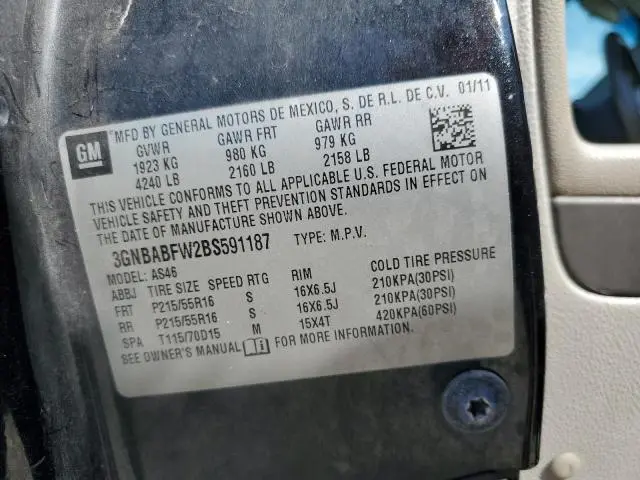 GM
MFD BY GENERAL MOTORS DE MEXICO, S. DE R.L. DE C.V. 01/11
GVWR GAWR FRT GAWR RR
1923 KG 980 KG 979 KG
4240 LB 2160 LB 2158 LB
THIS VEHICLE CONFORMS TO ALL APPLICABLE U.S. FEDERAL MOTOR
VEHICLE SAFETY AND THEFT PREVENTION STANDARDS IN EFFECT ON
THE DATE OF MANUFACTURE SHOWN ABOVE.
3GNBABFW2BS591187 TYPE: M.P.V.
MODEL: AS46
ABBJ TIRE SIZE SPEED RTG RIM COLD TIRE PRESSURE
FRT P215/55R16 S 16X6.5J 210KPA(30PSI)
RR P215/55R16 S 16X6.5J 210KPA(30PSI)
SPA T115/70D15 M 15X4T 420KPA(60PSI)
SEE OWNER'S MANUAL i FOR MORE INFORMATION.